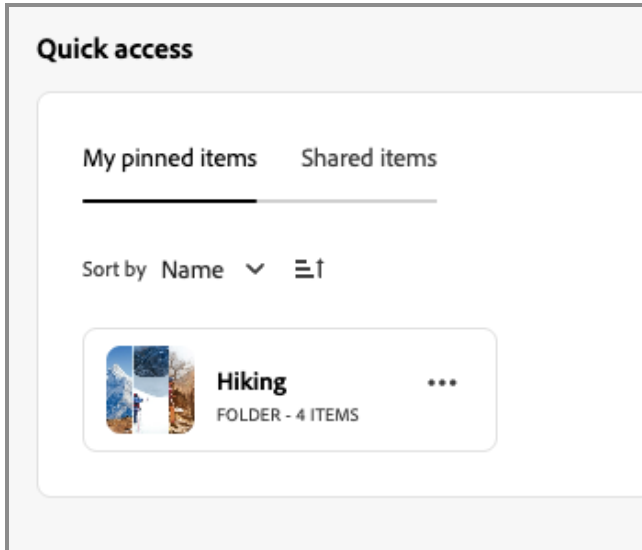 Quick access
My pinned items Shared items
Sort by Name
Hiking
FOLDER - 4 ITEMS